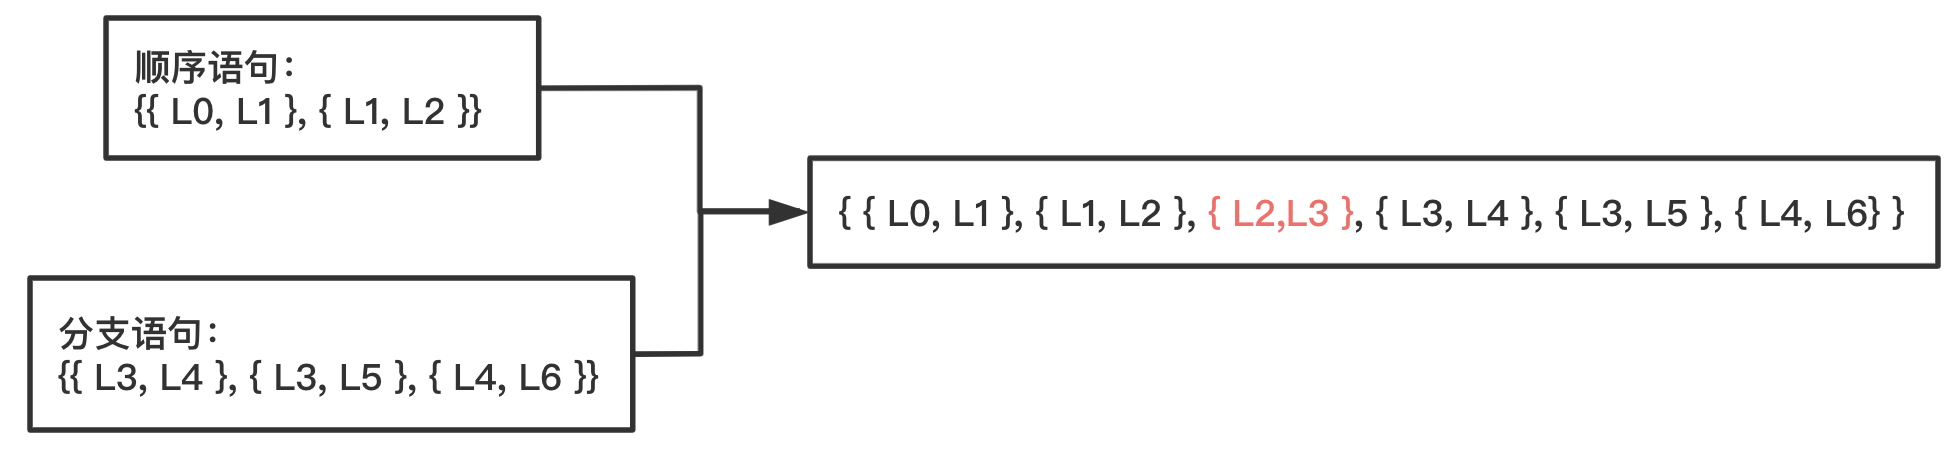 顺序语句：
{{ L0, L1 }, { L1, L2 }}
{ { L0, L1 }, { L1, L2 }, { L2,L3 }, { L3, L4 }, { L3, L5 }, { L4, L6} }
分支语句：
{{ L3, L4 }, { L3, L5 }, { L4, L6 }}